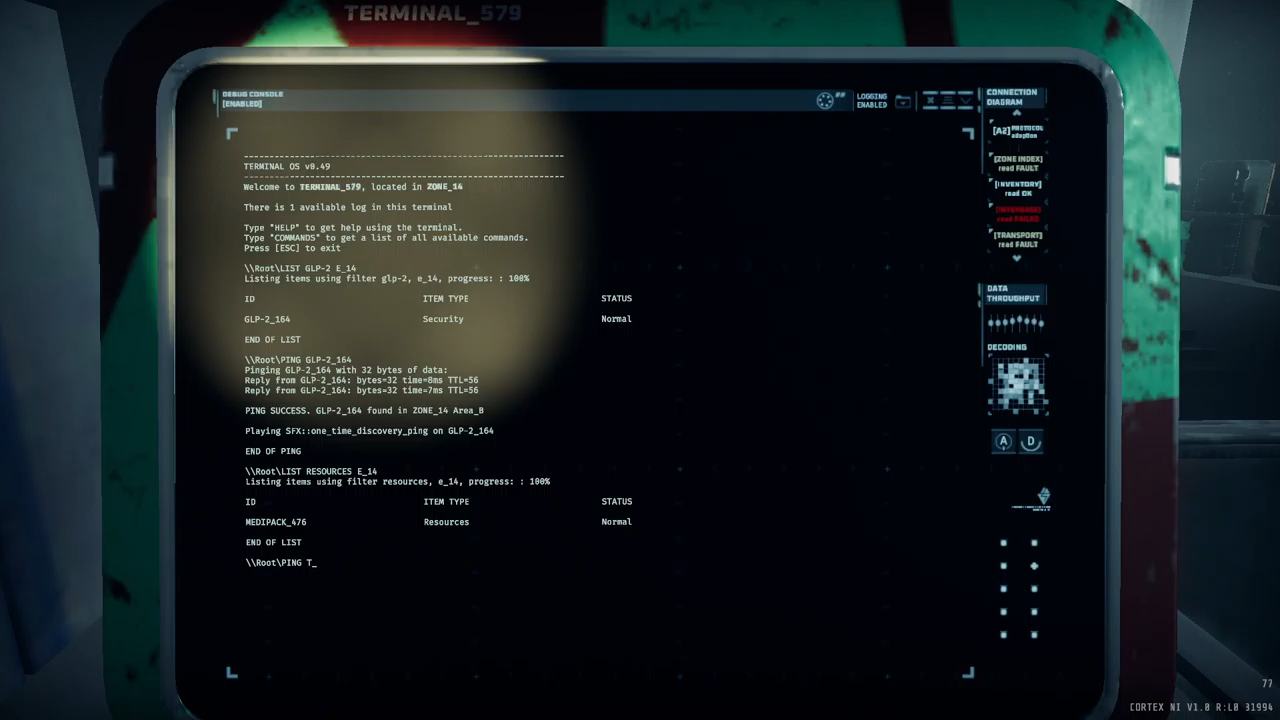 TERMINAL_579
DEBUG CONSOLE
[ENABLED]
LOGGING
ENABLED
CONNECTION
DIAGRAM
[A2] PROTOCOL
adaption
[ZONE INDEX]
read FAULT
[INVENTORY]
read OK
read FAILED
[TRANSPORT]
read FAULT
DATA
THROUGHPUT
DECODING
A D
TERMINAL OS v0.49
Welcome to TERMINAL_579, located in ZONE_14
There is 1 available log in this terminal
Type "HELP" to get help using the terminal.
Type "COMMANDS" to get a list of all available commands.
Press [ESC] to exit
\\Root\LIST GLP-2 E_14
Listing items using filter glp-2, e_14, progress: : 100%
ID ITEM TYPE STATUS
GLP-2_164 Security Normal
END OF LIST
\\Root\PING GLP-2_164
Pinging GLP-2_164 with 32 bytes of data:
Reply from GLP-2_164: bytes=32 time=8ms TTL=56
Reply from GLP-2_164: bytes=32 time=7ms TTL=56
PING SUCCESS. GLP-2_164 found in ZONE_14 Area_B
Playing SFX::one_time_discovery_ping on GLP-2_164
END OF PING
\\Root\LIST RESOURCES E_14
Listing items using filter resources, e_14, progress: : 100%
ID ITEM TYPE STATUS
MEDIPACK_476 Resources Normal
END OF LIST
\\Root\PING T_
77
CORTEX NI V1.0 R:L0 31994